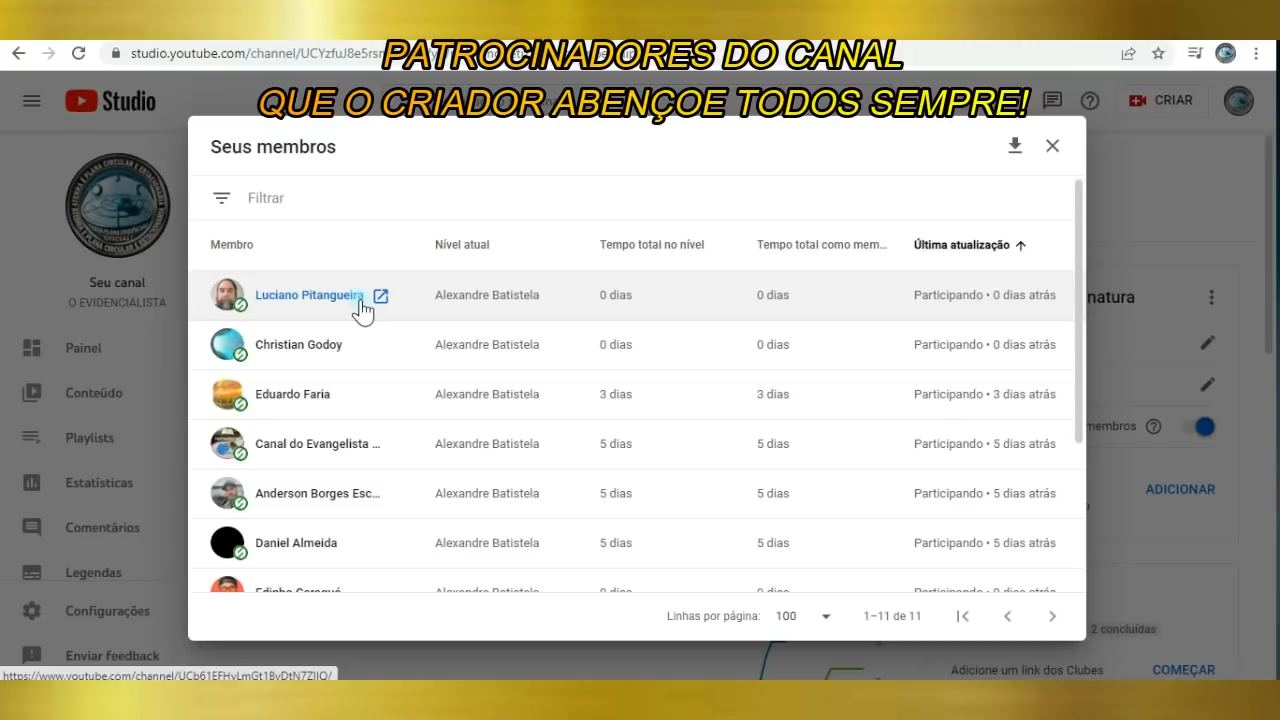 studio.youtube.com/channel/UCYzfuJ8e5rsn
PATROCINADORES DO CANAL
QUE O CRIADOR ABENÇOE TODOS SEMPRE!
Studio
CRIAR
Seus membros
Filtrar
Membro Nível atual Tempo total no nível Tempo total como mem... Última atualização
Luciano Pitangueira Alexandre Batistela 0 dias 0 dias Participando • 0 dias atrás
Christian Godoy Alexandre Batistela 0 dias 0 dias Participando • 0 dias atrás
Eduardo Faria Alexandre Batistela 3 dias 3 dias Participando • 3 dias atrás
Canal do Evangelista ... Alexandre Batistela 5 dias 5 dias Participando • 5 dias atrás
Anderson Borges Esc... Alexandre Batistela 5 dias 5 dias Participando • 5 dias atrás
Daniel Almeida Alexandre Batistela 5 dias 5 dias Participando • 5 dias atrás
Linhas por página: 100 1–11 de 11
Seu canal
O EVIDENCIALISTA
Painel
Conteúdo
Playlists
Estatísticas
Comentários
Legendas
Configurações
Enviar feedback
natura
membros
ADICIONAR
2 concluídas
Adicione um link dos Clubes
COMEÇAR